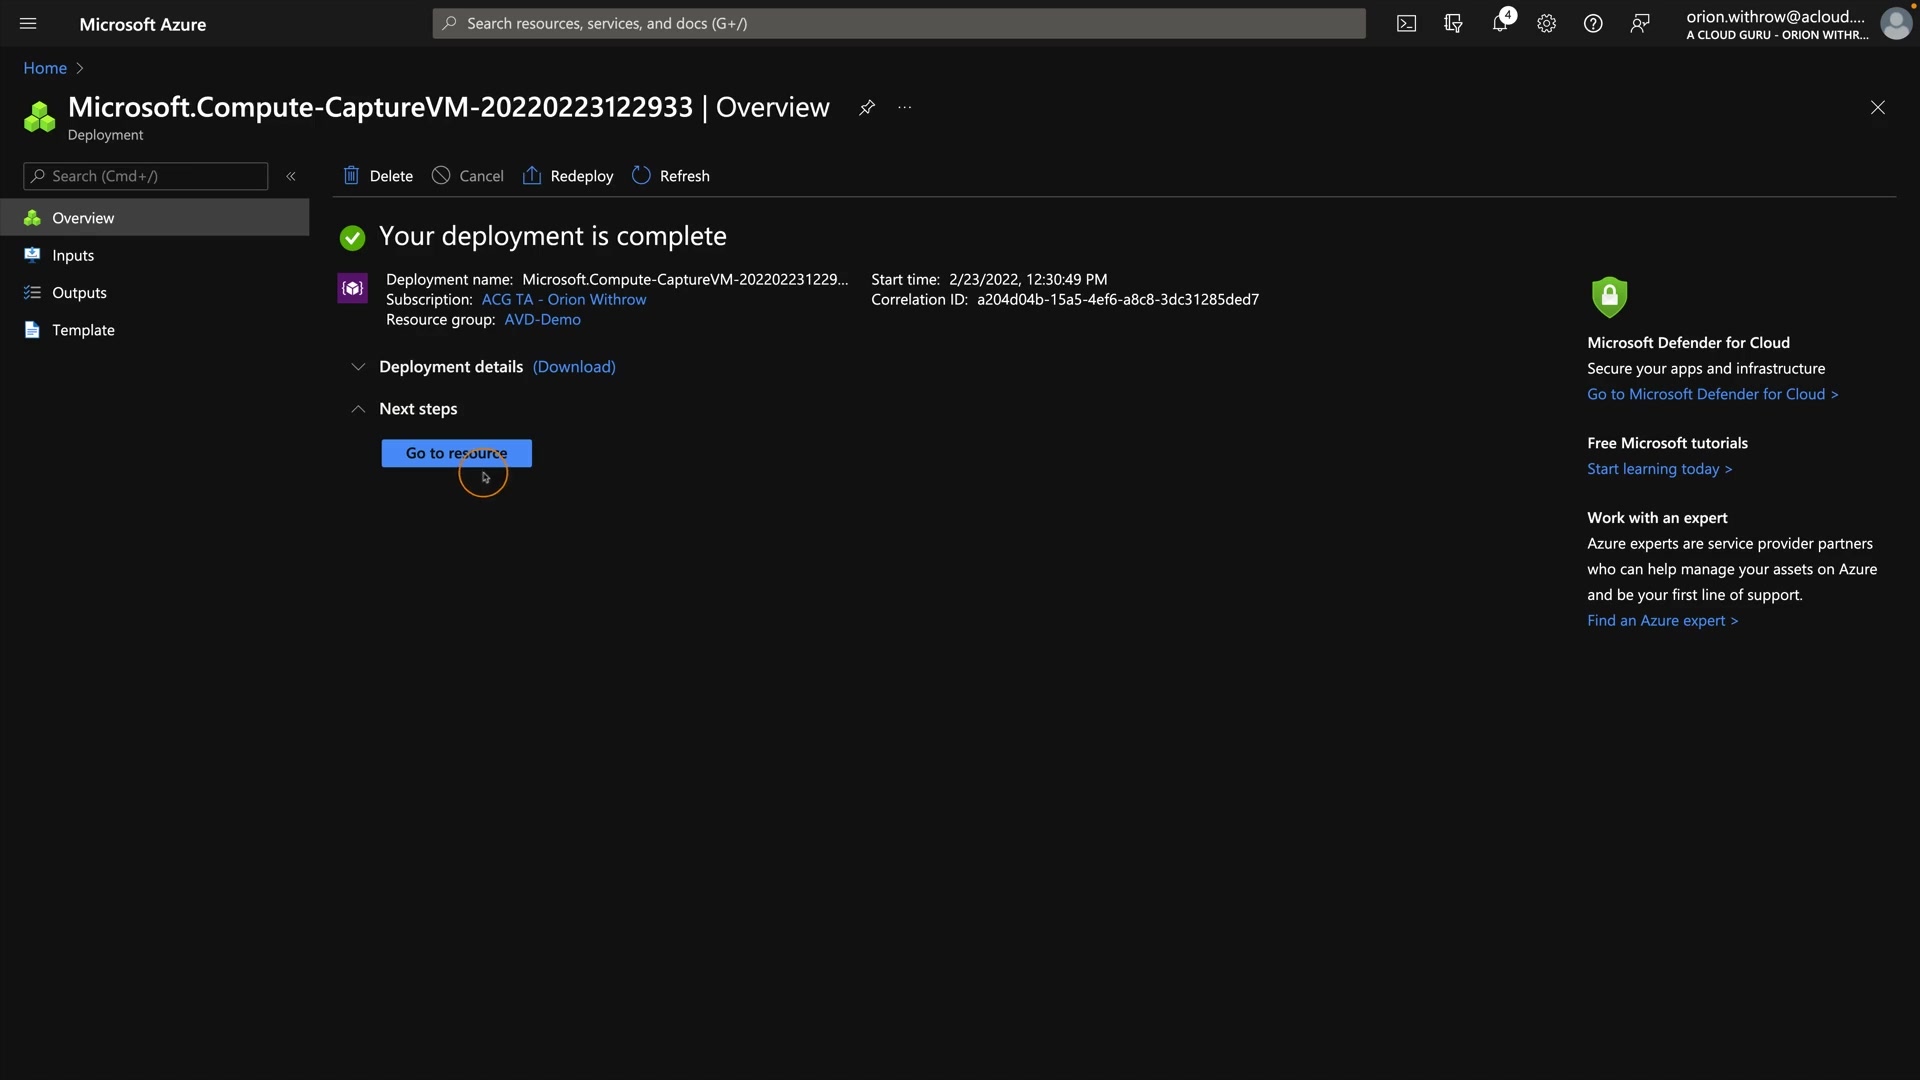 Microsoft Azure
Search resources, services, and docs (G+/)
4
orion.withrow@acloud....
A CLOUD GURU - ORION WITHR...
Home
Microsoft.Compute-CaptureVM-20220223122933 | Overview
...
Deployment
Search (Cmd+/)
«
Delete
Cancel
Redeploy
Refresh
Overview
Inputs
Outputs
Template
Your deployment is complete
Deployment name: Microsoft.Compute-CaptureVM-202202231229...
Start time: 2/23/2022, 12:30:49 PM
Subscription: ACG TA - Orion Withrow
Correlation ID: a204d04b-15a5-4ef6-a8c8-3dc31285ded7
Resource group: AVD-Demo
Deployment details (Download)
Next steps
Go to resource
Microsoft Defender for Cloud
Secure your apps and infrastructure
Go to Microsoft Defender for Cloud >
Free Microsoft tutorials
Start learning today >
Work with an expert
Azure experts are service provider partners
who can help manage your assets on Azure
and be your first line of support.
Find an Azure expert >